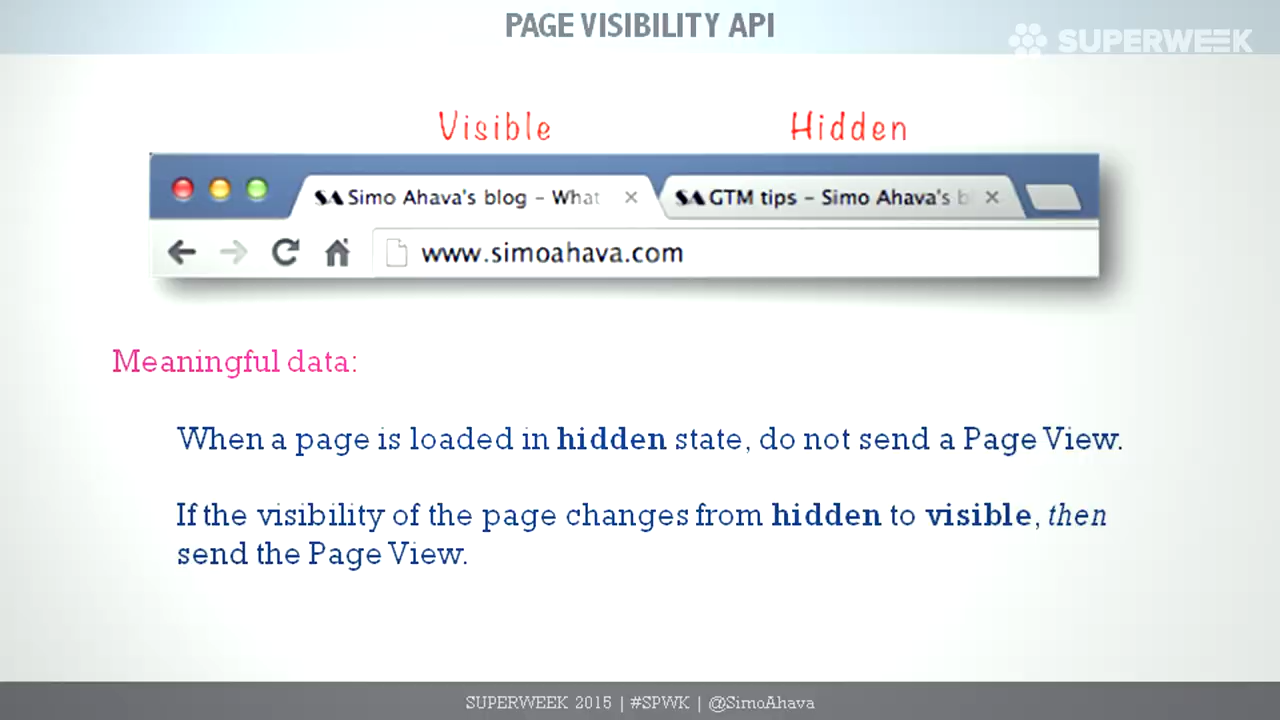 PAGE VISIBILITY API
SUPERWEEK
Visible Hidden
SA Simo Ahava's blog - What × SA GTM tips - Simo Ahava's b ×
www.simoahava.com
Meaningful data:
When a page is loaded in hidden state, do not send a Page View.
If the visibility of the page changes from hidden to visible, then
send the Page View.
SUPERWEEK 2015 | #SPWK | @SimoAhava